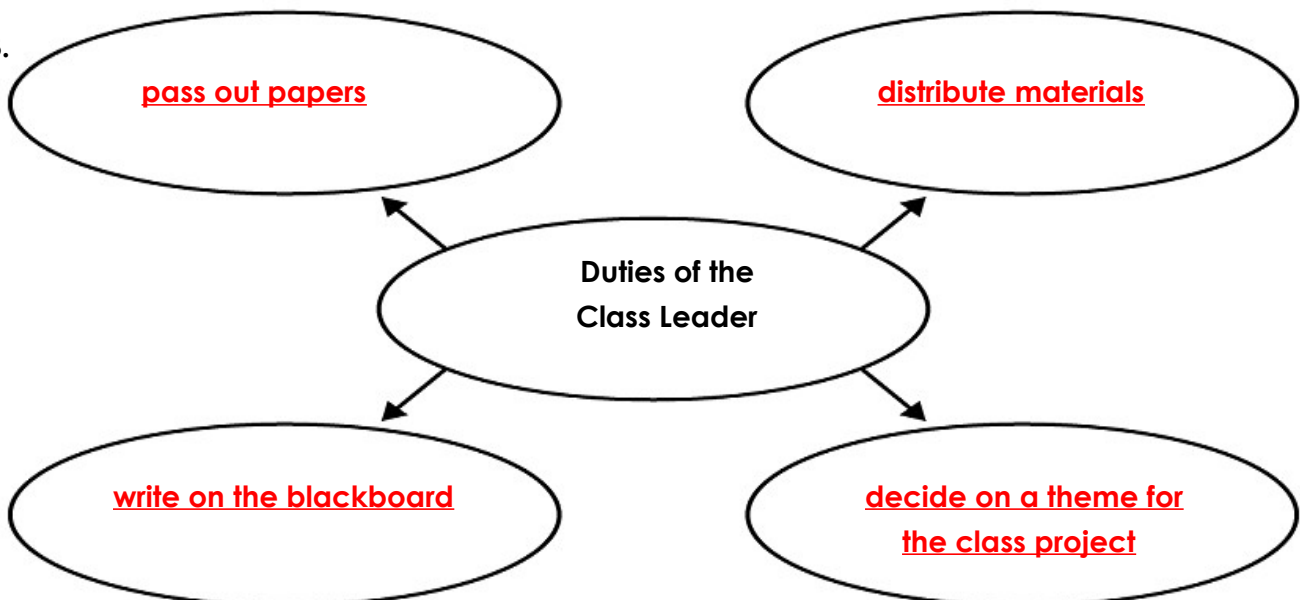 pass out papers
distribute materials
Duties of the
Class Leader
write on the blackboard
decide on a theme for
the class project